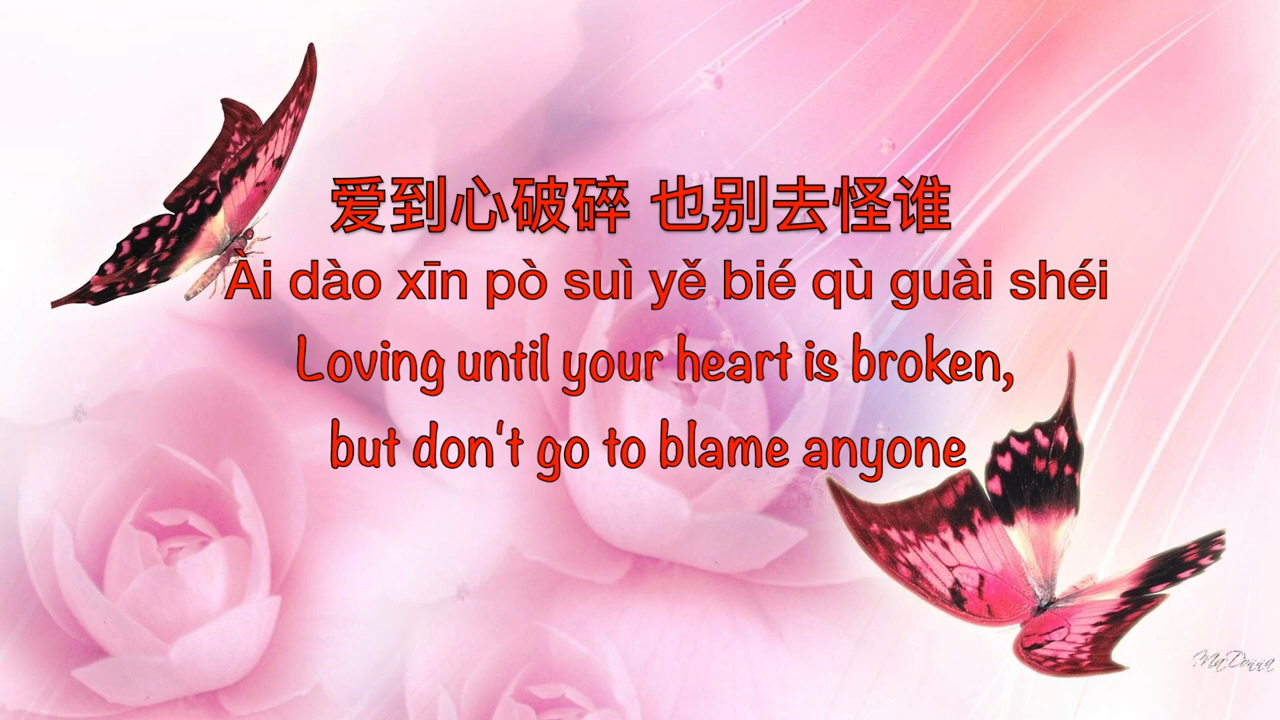 爱到心破碎 也别去怪谁
Ài dào xīn pò suì yě bié qù guài shéi
Loving until your heart is broken,
but don't go to blame anyone
MaDonna